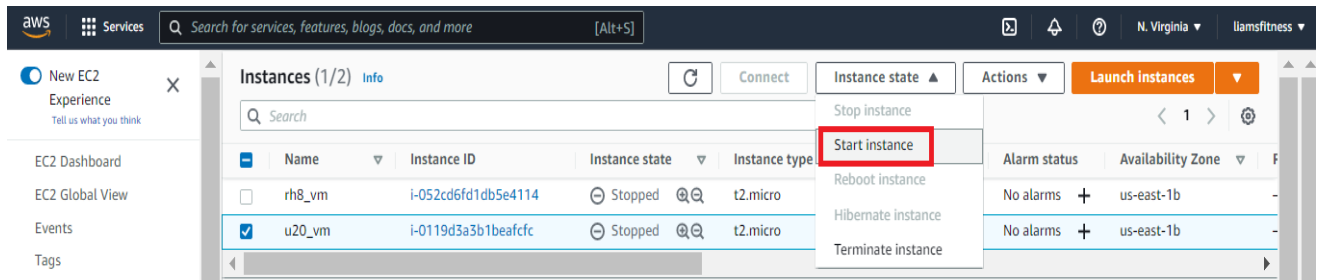 aws Services Search for services, features, blogs, docs, and more [Alt+S] N. Virginia ▼ liamsfitness ▼
New EC2
Experience
Tell us what you think
EC2 Dashboard
EC2 Global View
Events
Tags
Instances (1/2) Info Connect Instance state ▲ Actions ▼ Launch instances ▼
Search 1
Name Instance ID Instance state Instance type Alarm status Availability Zone
rh8_vm i-052cd6fd1db5e4114 Stopped t2.micro No alarms + us-east-1b –
u20_vm i-0119d3a3b1beafcfc Stopped t2.micro No alarms + us-east-1b –
Stop instance
Start instance
Reboot instance
Hibernate instance
Terminate instance